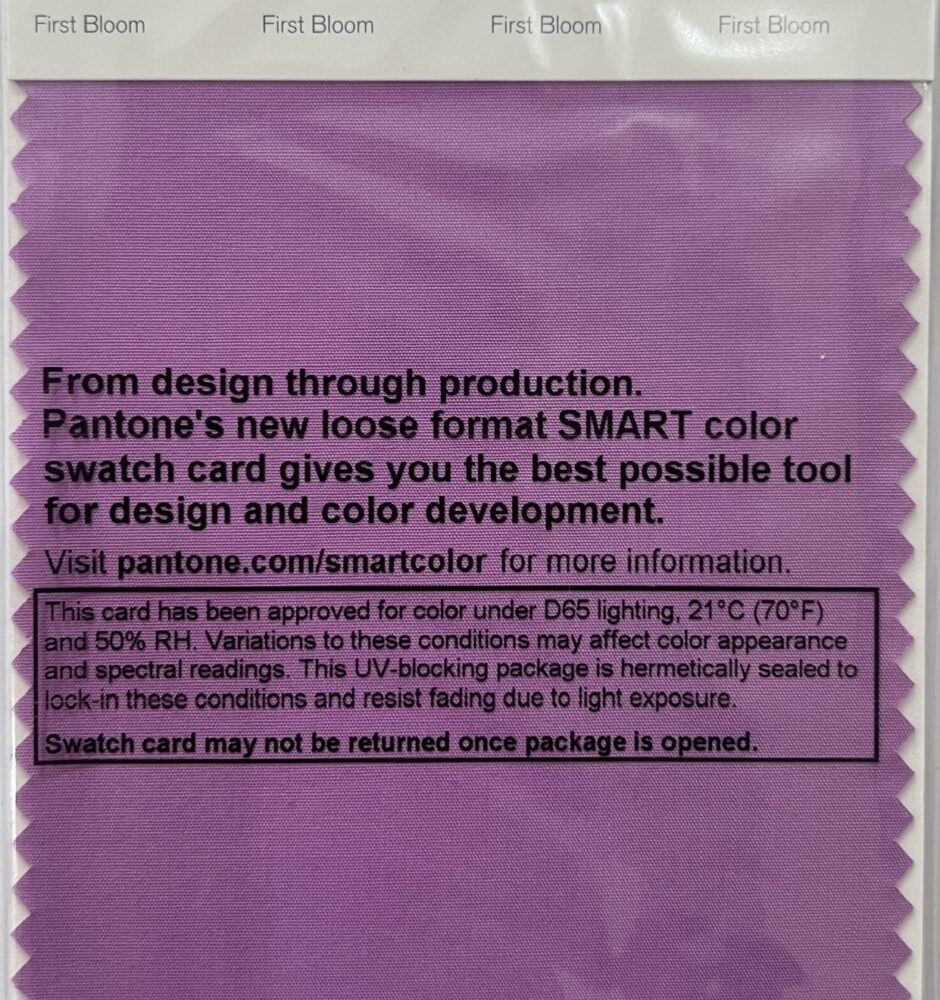 First Bloom First Bloom First Bloom First Bloom
From design through production.
Pantone's new loose format SMART color
swatch card gives you the best possible tool
for design and color development.
Visit pantone.com/smartcolor for more information.
This card has been approved for color under D65 lighting, 21°C (70°F)
and 50% RH. Variations to these conditions may affect color appearance
and spectral readings. This UV-blocking package is hermetically sealed to
lock-in these conditions and resist fading due to light exposure.
Swatch card may not be returned once package is opened.